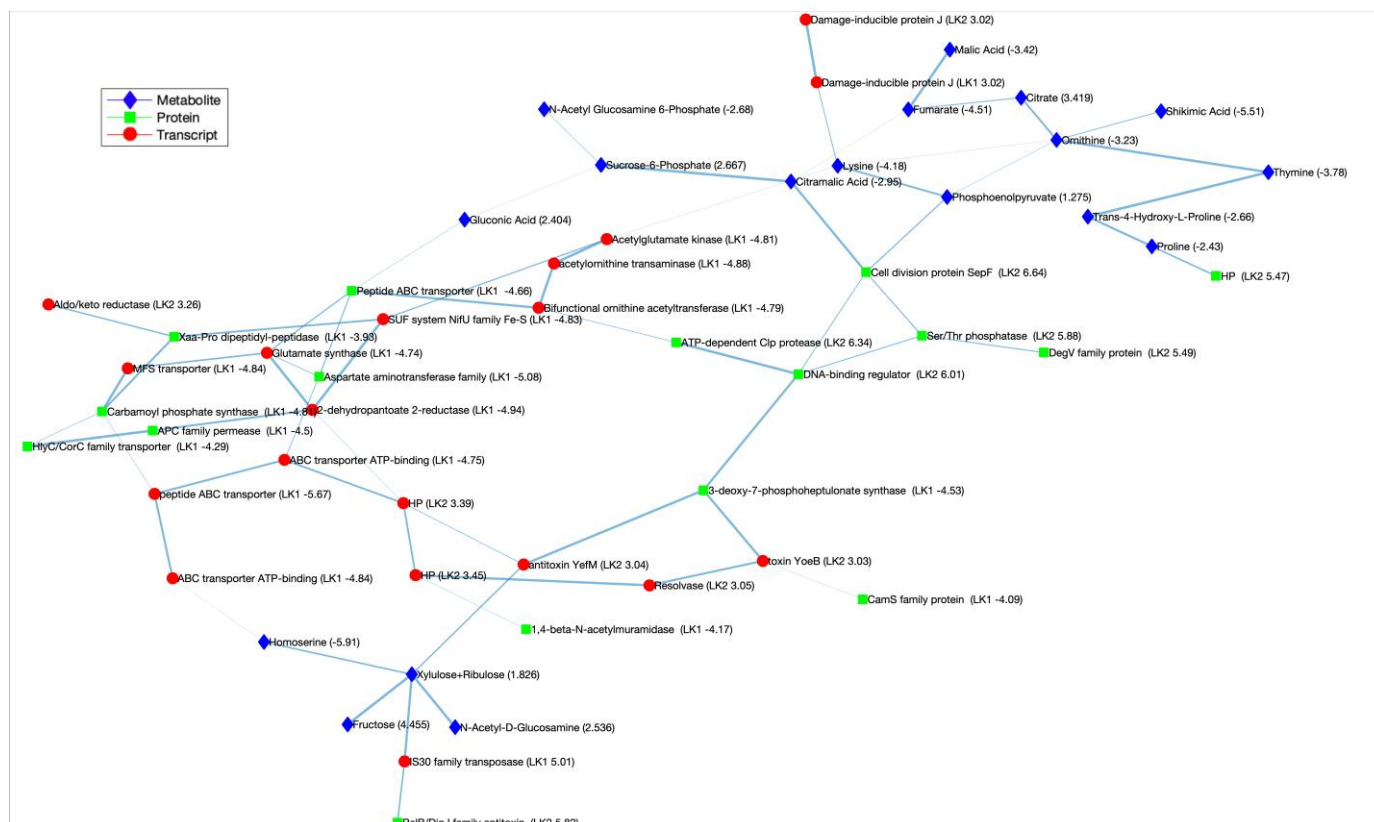 Damage-inducible protein J (LK2 3.02)
Malic Acid (-3.42)
Damage-inducible protein J (LK1 3.02)
Metabolite
Protein
Transcript
N-Acetyl Glucosamine 6-Phosphate (-2.68)
Fumarate (-4.51)
Citrate (3.419)
Shikimic Acid (-5.51)
Ornithine (-3.23)
Sucrose-6-Phosphate (2.667)
Lysine (-4.18)
Thymine (-3.78)
Citramalic Acid (-2.95)
Phosphoenolpyruvate (1.275)
Gluconic Acid (2.404)
Trans-4-Hydroxy-L-Proline (-2.66)
Acetylglutamate kinase (LK1 -4.81)
Proline (-2.43)
acetylornithine transaminase (LK1 -4.88)
Cell division protein SepF (LK2 6.64)
HP (LK2 5.47)
Peptide ABC transporter (LK1 -4.66)
Aldo/keto reductase (LK2 3.26)
Bifunctional ornithine acetyltransferase (LK1 -4.79)
SUF system NifU family Fe-S (LK1 -4.83)
Xaa-Pro dipeptidyl-peptidase (LK1 -3.93)
ATP-dependent Clp protease (LK2 6.34)
Ser/Thr phosphatase (LK2 5.88)
Glutamate synthase (LK1 -4.74)
DegV family protein (LK2 5.49)
MFS transporter (LK1 -4.84)
Aspartate aminotransferase family (LK1 -5.08)
DNA-binding regulator (LK2 6.01)
Carbamoyl phosphate synthase (LK1 -4.81)
2-dehydropantoate 2-reductase (LK1 -4.94)
APC family permease (LK1 -4.5)
HlyC/CorC family transporter (LK1 -4.29)
ABC transporter ATP-binding (LK1 -4.75)
peptide ABC transporter (LK1 -5.67)
3-deoxy-7-phosphoheptulonate synthase (LK1 -4.53)
HP (LK2 3.39)
antitoxin YefM (LK2 3.04)
toxin YoeB (LK2 3.03)
ABC transporter ATP-binding (LK1 -4.84)
HP (LK2 3.45)
Resolvase (LK2 3.05)
CamS family protein (LK1 -4.09)
1,4-beta-N-acetylmuramidase (LK1 -4.17)
Homoserine (-5.91)
Xylulose+Ribulose (1.826)
Fructose (4.455)
N-Acetyl-D-Glucosamine (2.536)
IS30 family transposase (LK1 5.01)
RelB/DinJ family antitoxin (LK2 5.82)